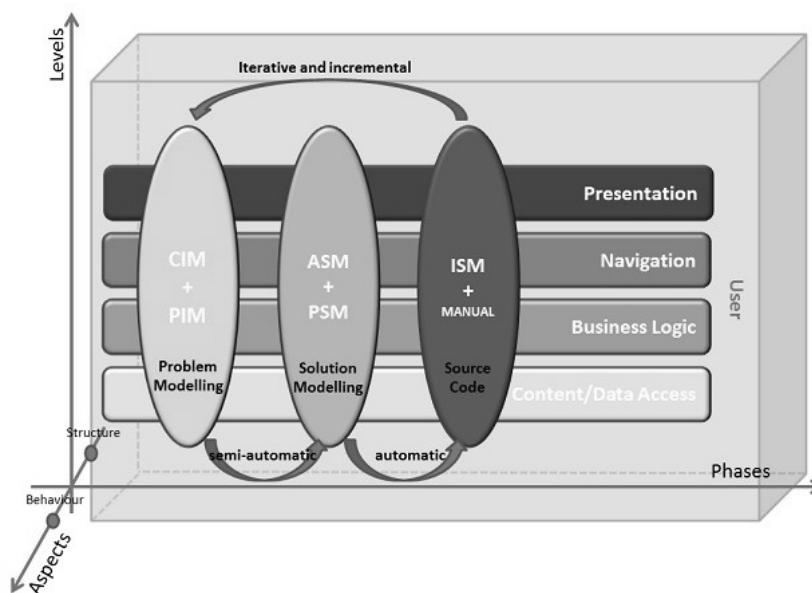 Levels
Iterative and incremental
Presentation
Navigation
Business Logic
Content/Data Access
User
CIM
+
PIM
Problem
Modelling
ASM
+
PSM
Solution
Modelling
ISM
+
MANUAL
Source
Code
semi-automatic
automatic
Structure
Behaviour
Aspects
Phases